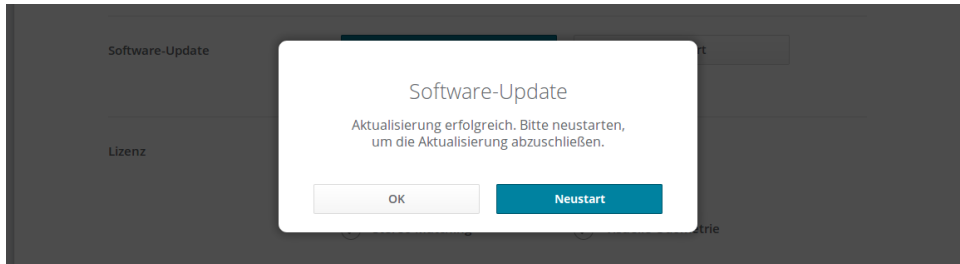 Software-Update
Software-Update
Aktualisierung erfolgreich. Bitte neustarten,
um die Aktualisierung abzuschließen.
Lizenz
OK
Neustart